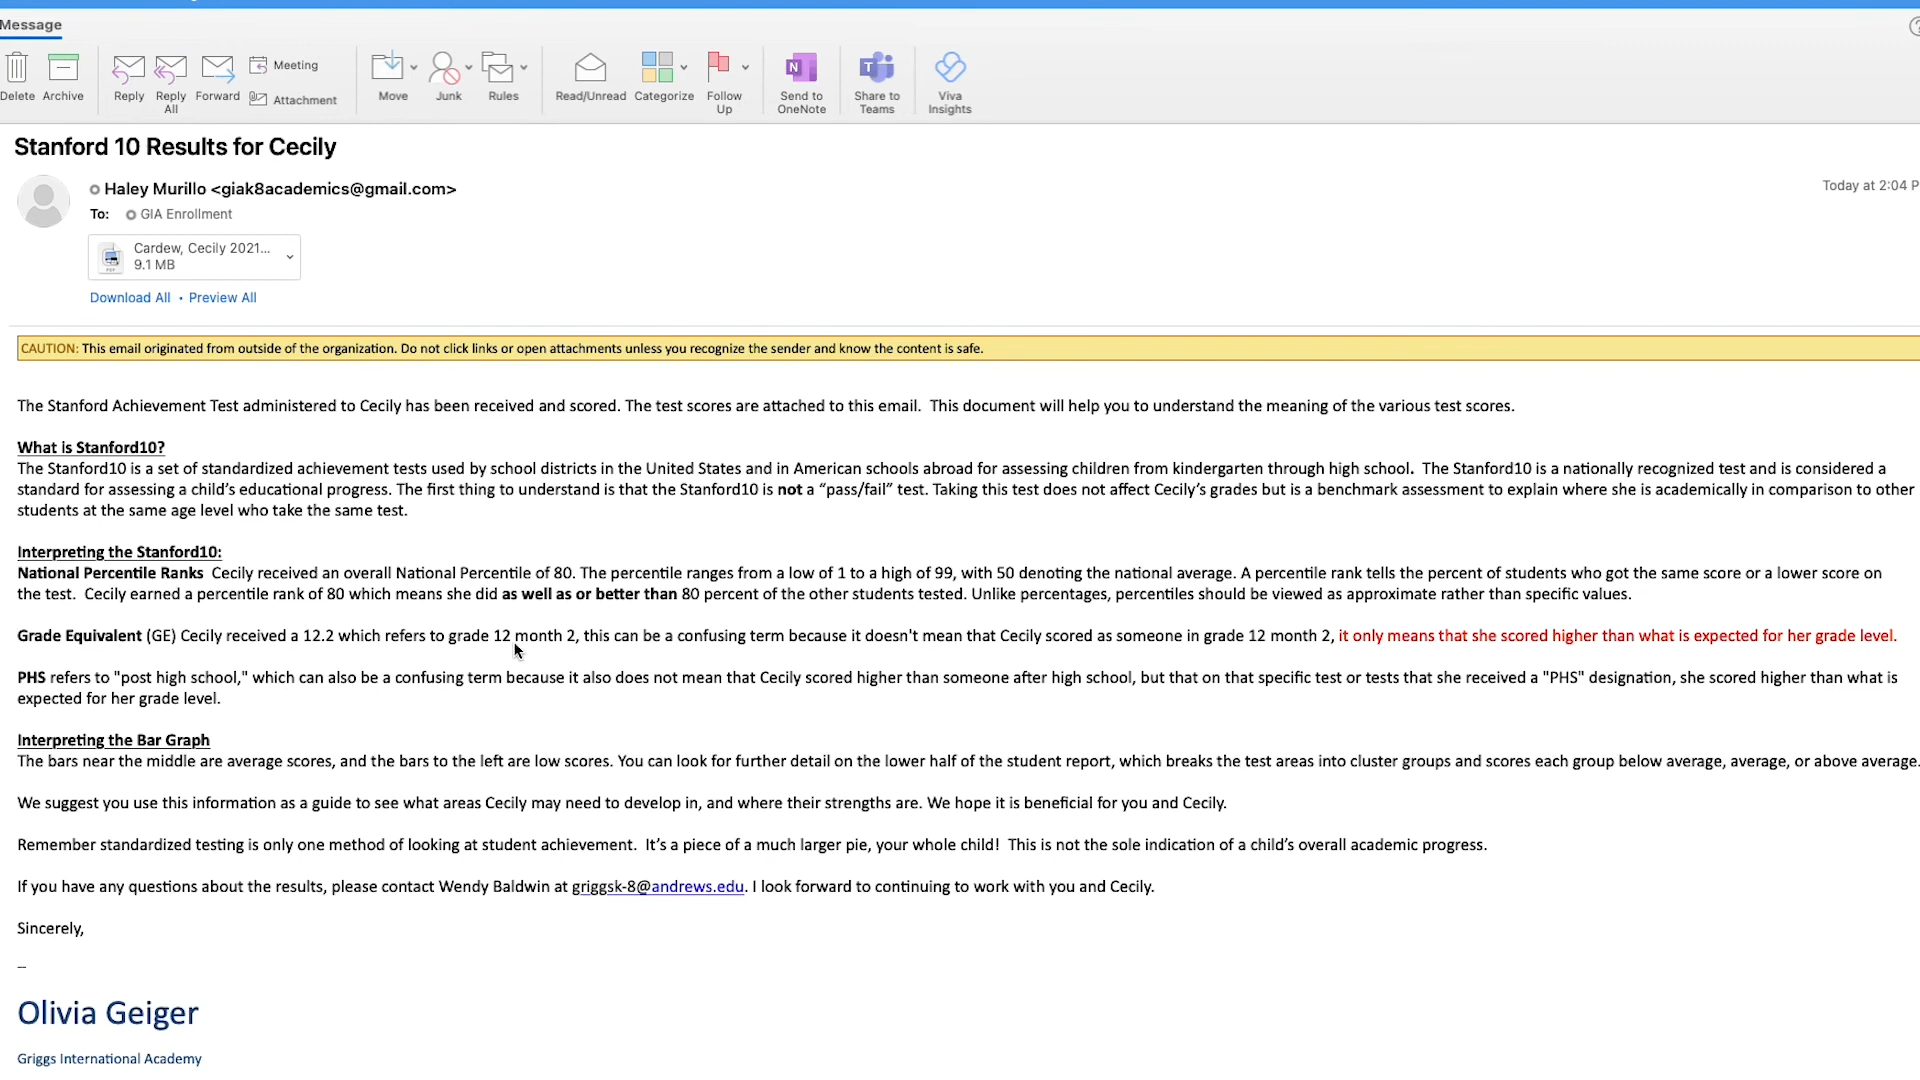 Message
Delete Archive Reply Reply All Forward Meeting Attachment Move Junk Rules Read/Unread Categorize Follow Up Send to OneNote Share to Teams Viva Insights
Stanford 10 Results for Cecily
Haley Murillo <giak8academics@gmail.com>
Today at 2:04 P
To: GIA Enrollment
Cardew, Cecily 2021...
9.1 MB
Download All • Preview All
CAUTION: This email originated from outside of the organization. Do not click links or open attachments unless you recognize the sender and know the content is safe.
The Stanford Achievement Test administered to Cecily has been received and scored. The test scores are attached to this email.  This document will help you to understand the meaning of the various test scores.
What is Stanford10?
The Stanford10 is a set of standardized achievement tests used by school districts in the United States and in American schools abroad for assessing children from kindergarten through high school.  The Stanford10 is a nationally recognized test and is considered a
standard for assessing a child’s educational progress. The first thing to understand is that the Stanford10 is not a “pass/fail” test. Taking this test does not affect Cecily’s grades but is a benchmark assessment to explain where she is academically in comparison to other
students at the same age level who take the same test.
Interpreting the Stanford10:
National Percentile Ranks  Cecily received an overall National Percentile of 80. The percentile ranges from a low of 1 to a high of 99, with 50 denoting the national average. A percentile rank tells the percent of students who got the same score or a lower score on
the test.  Cecily earned a percentile rank of 80 which means she did as well as or better than 80 percent of the other students tested. Unlike percentages, percentiles should be viewed as approximate rather than specific values.
Grade Equivalent (GE) Cecily received a 12.2 which refers to grade 12 month 2, this can be a confusing term because it doesn't mean that Cecily scored as someone in grade 12 month 2, it only means that she scored higher than what is expected for her grade level.
PHS refers to "post high school," which can also be a confusing term because it also does not mean that Cecily scored higher than someone after high school, but that on that specific test or tests that she received a "PHS" designation, she scored higher than what is
expected for her grade level.
Interpreting the Bar Graph
The bars near the middle are average scores, and the bars to the left are low scores. You can look for further detail on the lower half of the student report, which breaks the test areas into cluster groups and scores each group below average, average, or above average.
We suggest you use this information as a guide to see what areas Cecily may need to develop in, and where their strengths are. We hope it is beneficial for you and Cecily.
Remember standardized testing is only one method of looking at student achievement.  It’s a piece of a much larger pie, your whole child!  This is not the sole indication of a child’s overall academic progress.
If you have any questions about the results, please contact Wendy Baldwin at griggsk-8@andrews.edu. I look forward to continuing to work with you and Cecily.
Sincerely,
--
Olivia Geiger
Griggs International Academy